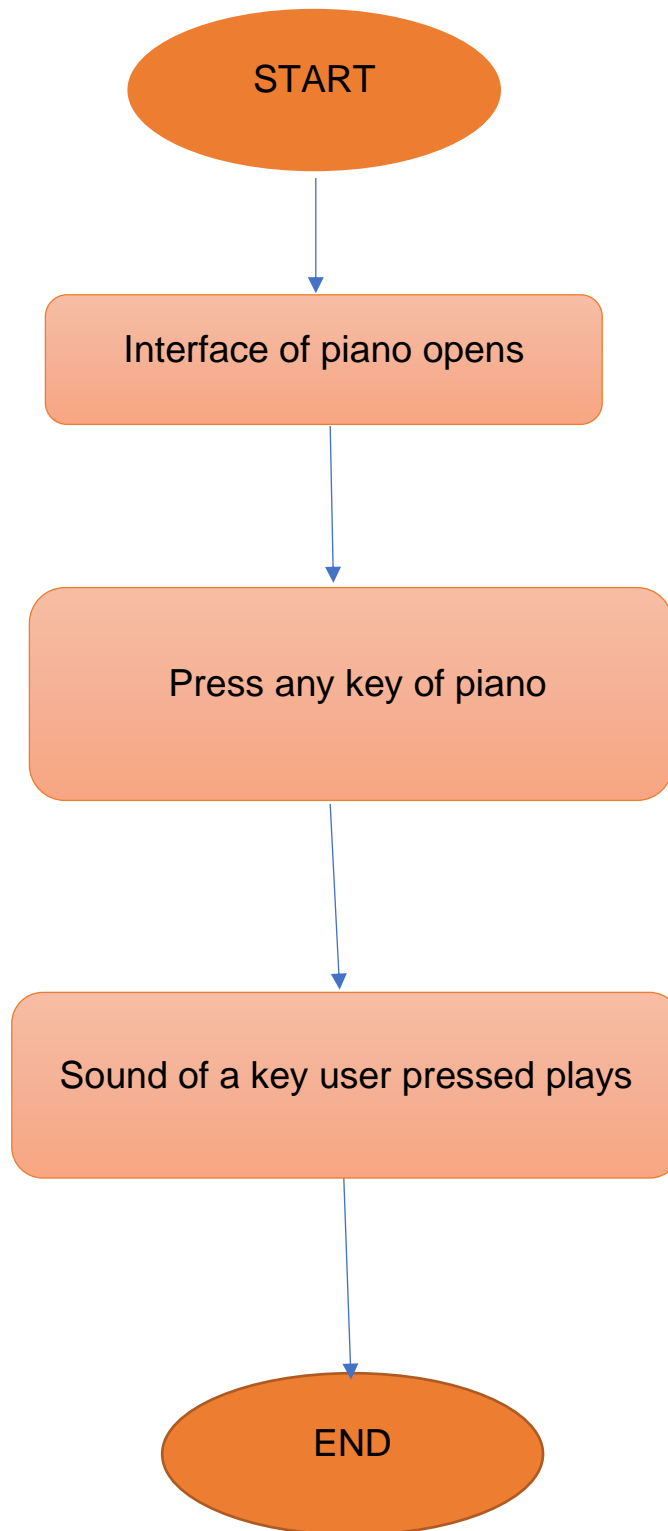 START
Interface of piano opens
Press any key of piano
Sound of a key user pressed plays
END